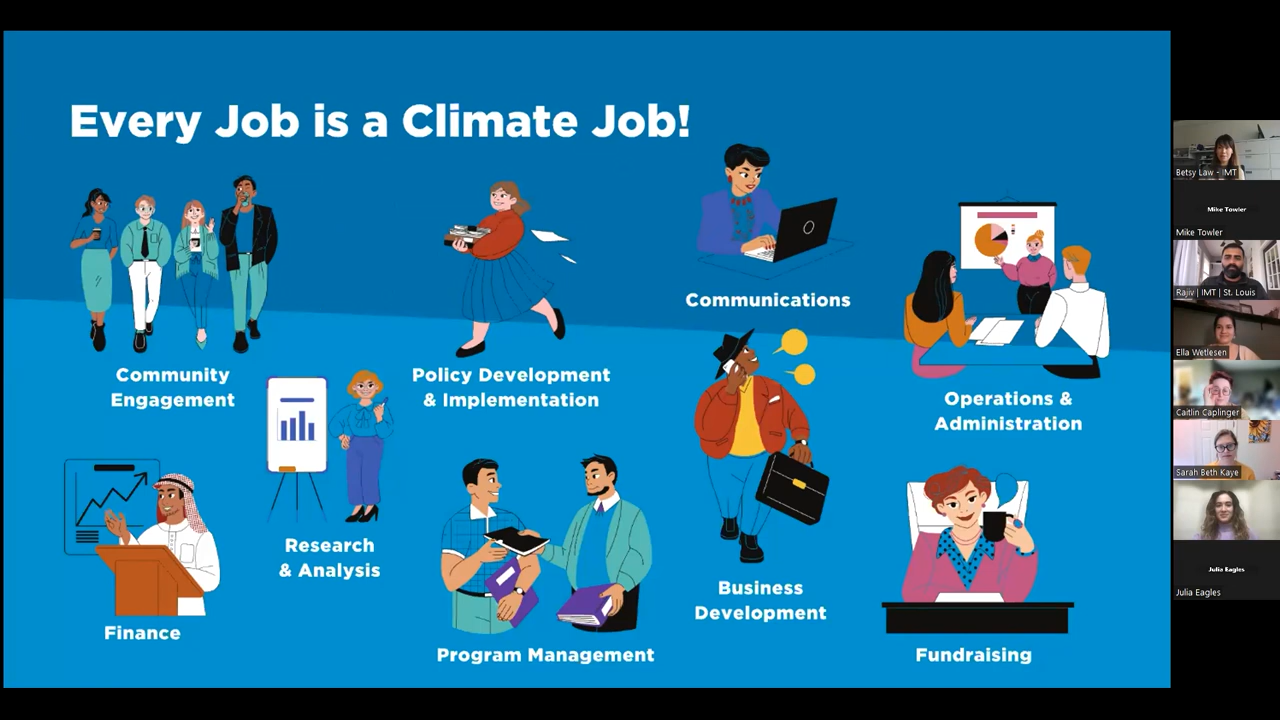 Every Job is a Climate Job!
Community
Engagement
Policy Development
& Implementation
Communications
Operations &
Administration
Finance
Research
& Analysis
Program Management
Business
Development
Fundraising
Betsy Law - IMT
Mike Towler
Mike Towler
Rajiv | IMT | St. Louis
Ella Wetlesen
Caitlin Caplinger
Sarah Beth Kaye
Julia Eagles
Julia Eagles